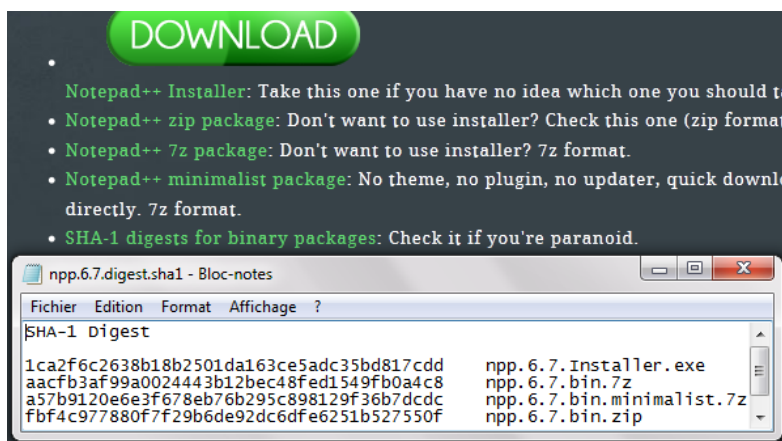 DOWNLOAD
Notepad++ Installer: Take this one if you have no idea which one you should
Notepad++ zip package: Don't want to use installer? Check this one (zip
Notepad++ 7z package: Don't want to use installer? 7z format.
Notepad++ minimalist package: No theme, no plugin, no updater, quick
directly. 7z format.
SHA-1 digests for binary packages: Check it if you're paranoid.
npp.6.7.digest.sha1 - Bloc-notes
Fichier Edition Format Affichage ?
SHA-1 Digest
1ca2f6c2638b18b2501da163ce5adc35bd817cdd npp.6.7.Installer.exe
aacfb3af99a0024443b12bec48fed1549fb0a4c8 npp.6.7.bin.7z
a57b9120e6e3f678eb76b295c898129f36b7dcdc npp.6.7.bin.minimalist.7z
fbf4c977880f7f29b6de92dc6dfe6251b527550f npp.6.7.bin.zip